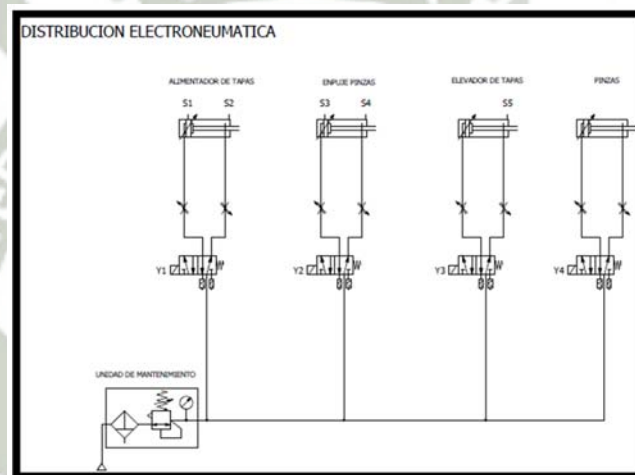 DISTRIBUCION ELECTRONEUMATICA
ALIMENTADOR DE TAPAS
ENPUJE PINZAS
ELEVADOR DE TAPAS
PINZAS
S1 S2
S3 S4
S5
Y1
Y2
Y3
Y4
UNIDAD DE MANTENIMIENTO